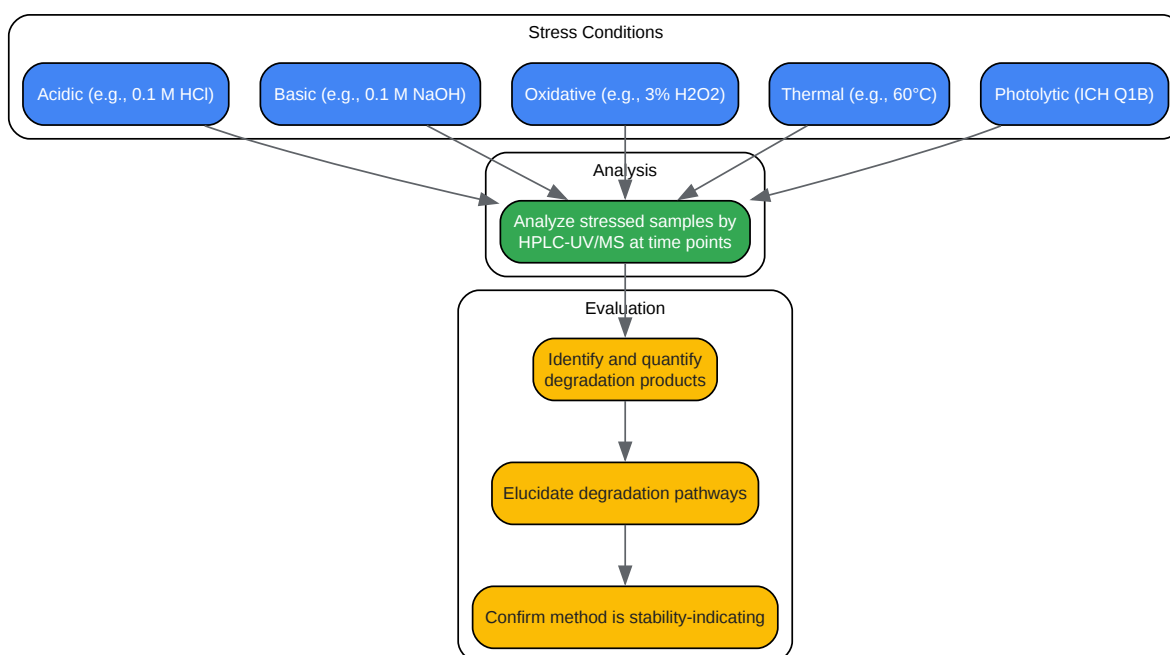 Stress Conditions
Acidic (e.g., 0.1 M HCl)
Basic (e.g., 0.1 M NaOH)
Oxidative (e.g., 3% H2O2)
Thermal (e.g., 60°C)
Photolytic (ICH Q1B)
Analysis
Analyze stressed samples by
HPLC-UV/MS at time points
Evaluation
Identify and quantify
degradation products
Elucidate degradation pathways
Confirm method is stability-indicating